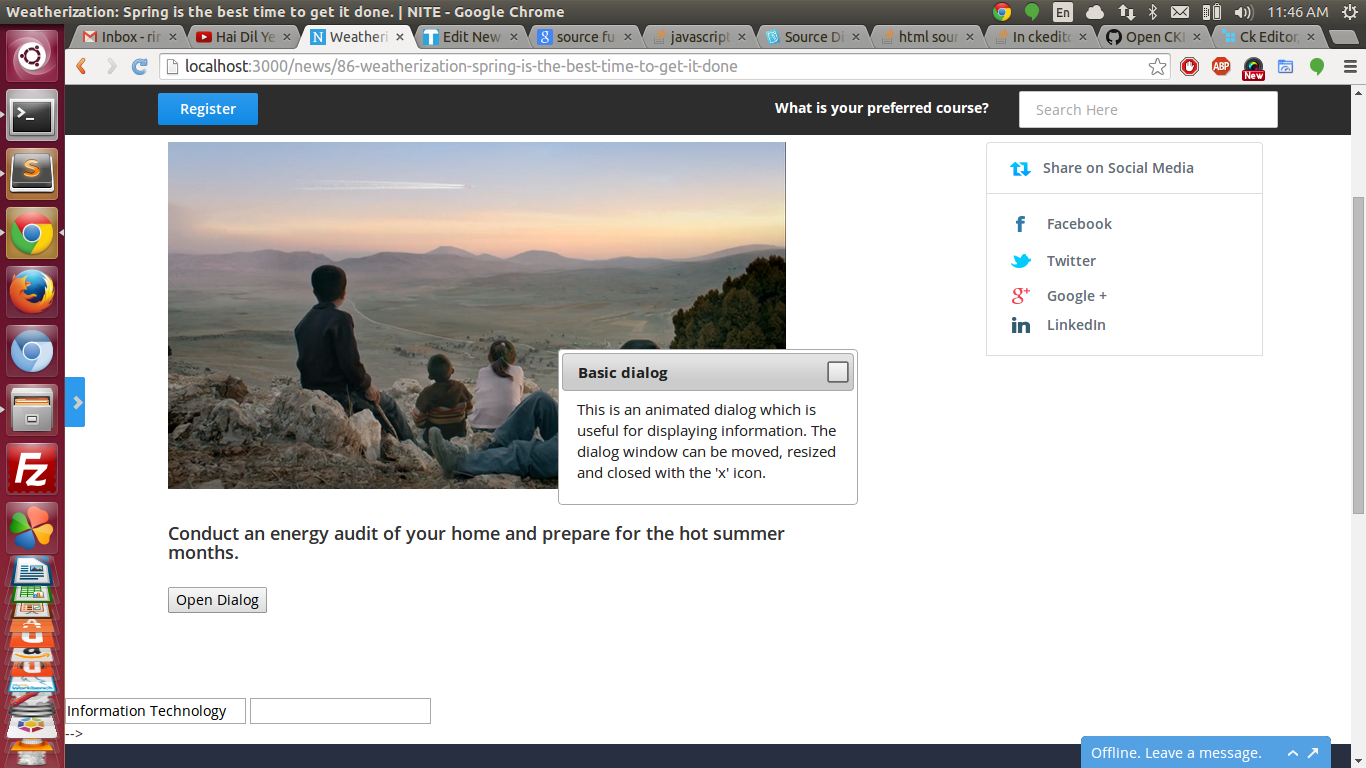 Weatherization: Spring is the best time to get it done. | NITE - Google Chrome
En
11:46 AM
Inbox - rir
Hai Dil Ye
Weatheri
Edit New
source fu
javascript
Source Di
html sour
In ckedito
Open CKI
Ck Editor,
localhost:3000/news/86-weatherization-spring-is-the-best-time-to-get-it-done
ABP
New
Register
What is your preferred course?
Search Here
Share on Social Media
Facebook
Twitter
Google +
LinkedIn
Basic dialog
This is an animated dialog which is
useful for displaying information. The
dialog window can be moved, resized
and closed with the 'x' icon.
Conduct an energy audit of your home and prepare for the hot summer
months.
Open Dialog
Information Technology
-->
Offline. Leave a message.